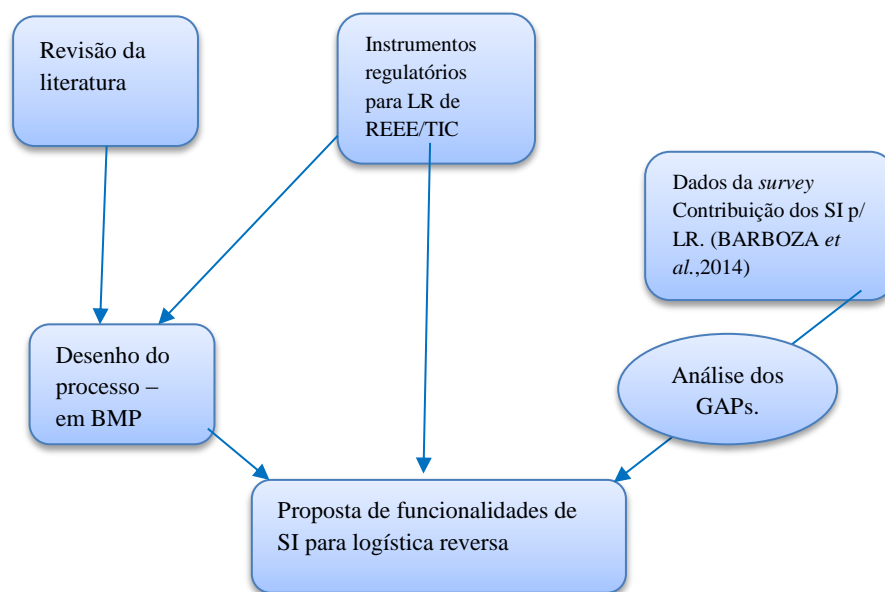 Revisão da
literatura
Instrumentos
regulatórios
para LR de
REEE/TIC
Dados da survey
Contribuição dos SI p/
LR. (BARBOZA et
al.,2014)
Desenho do
processo –
em BMP
Análise dos
GAPs.
Proposta de funcionalidades de
SI para logística reversa